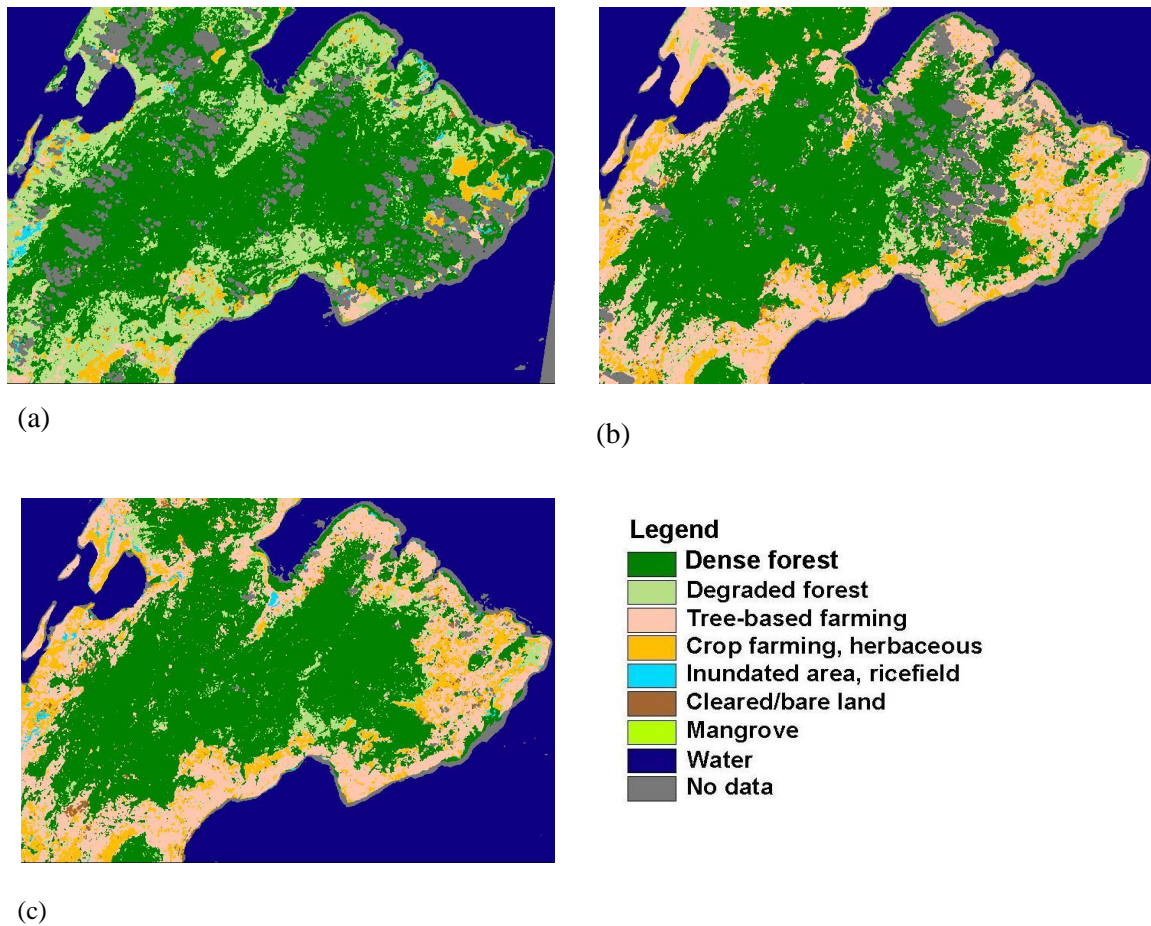 (a)
(b)
(c)
Legend
Dense forest
Degraded forest
Tree-based farming
Crop farming, herbaceous
Inundated area, ricefield
Cleared/bare land
Mangrove
Water
No data